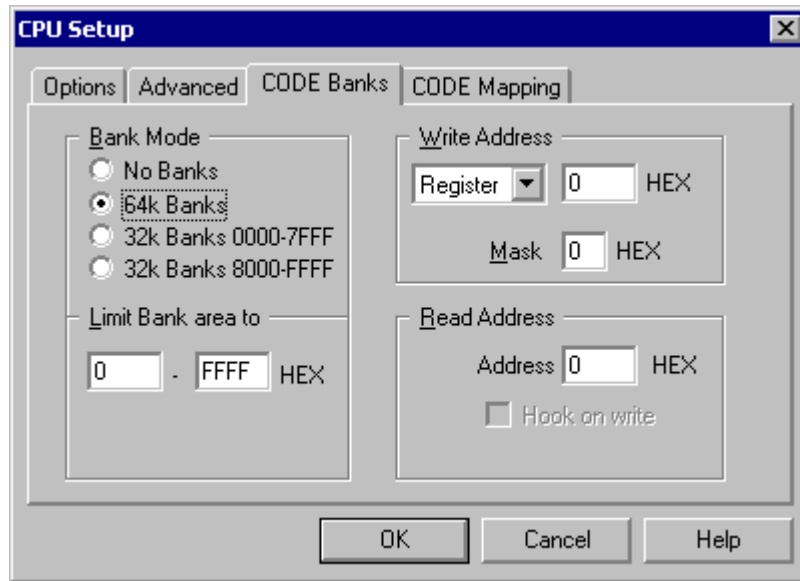 CPU Setup
Options Advanced CODE Banks CODE Mapping
Bank Mode
No Banks
64k Banks
32k Banks 0000-7FFF
32k Banks 8000-FFFF
Limit Bank area to
0 - FFFF HEX
Write Address
Register 0 HEX
Mask 0 HEX
Read Address
Address 0 HEX
Hook on write
OK Cancel Help